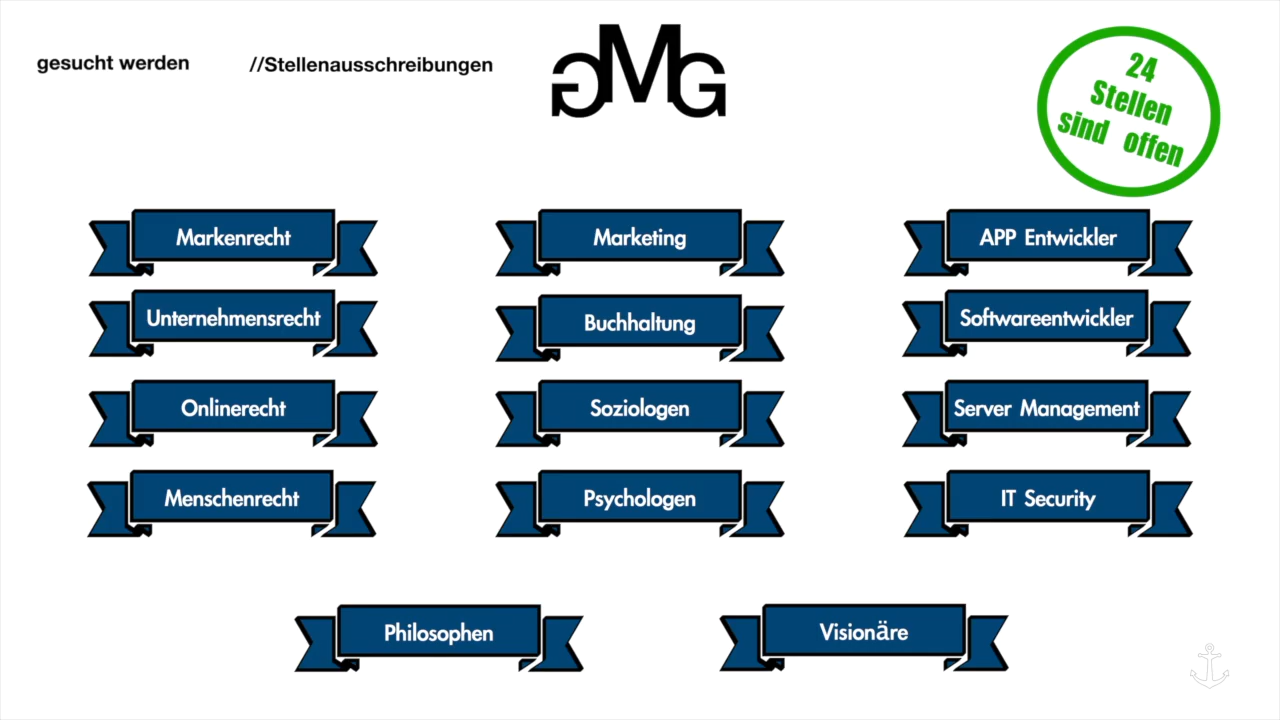 gesucht werden
//Stellenausschreibungen
GMG
24
Stellen
sind offen
Markenrecht
Marketing
APP Entwickler
Unternehmensrecht
Buchhaltung
Softwareentwickler
Onlinerecht
Soziologen
Server Management
Menschenrecht
Psychologen
IT Security
Philosophen
Visionäre